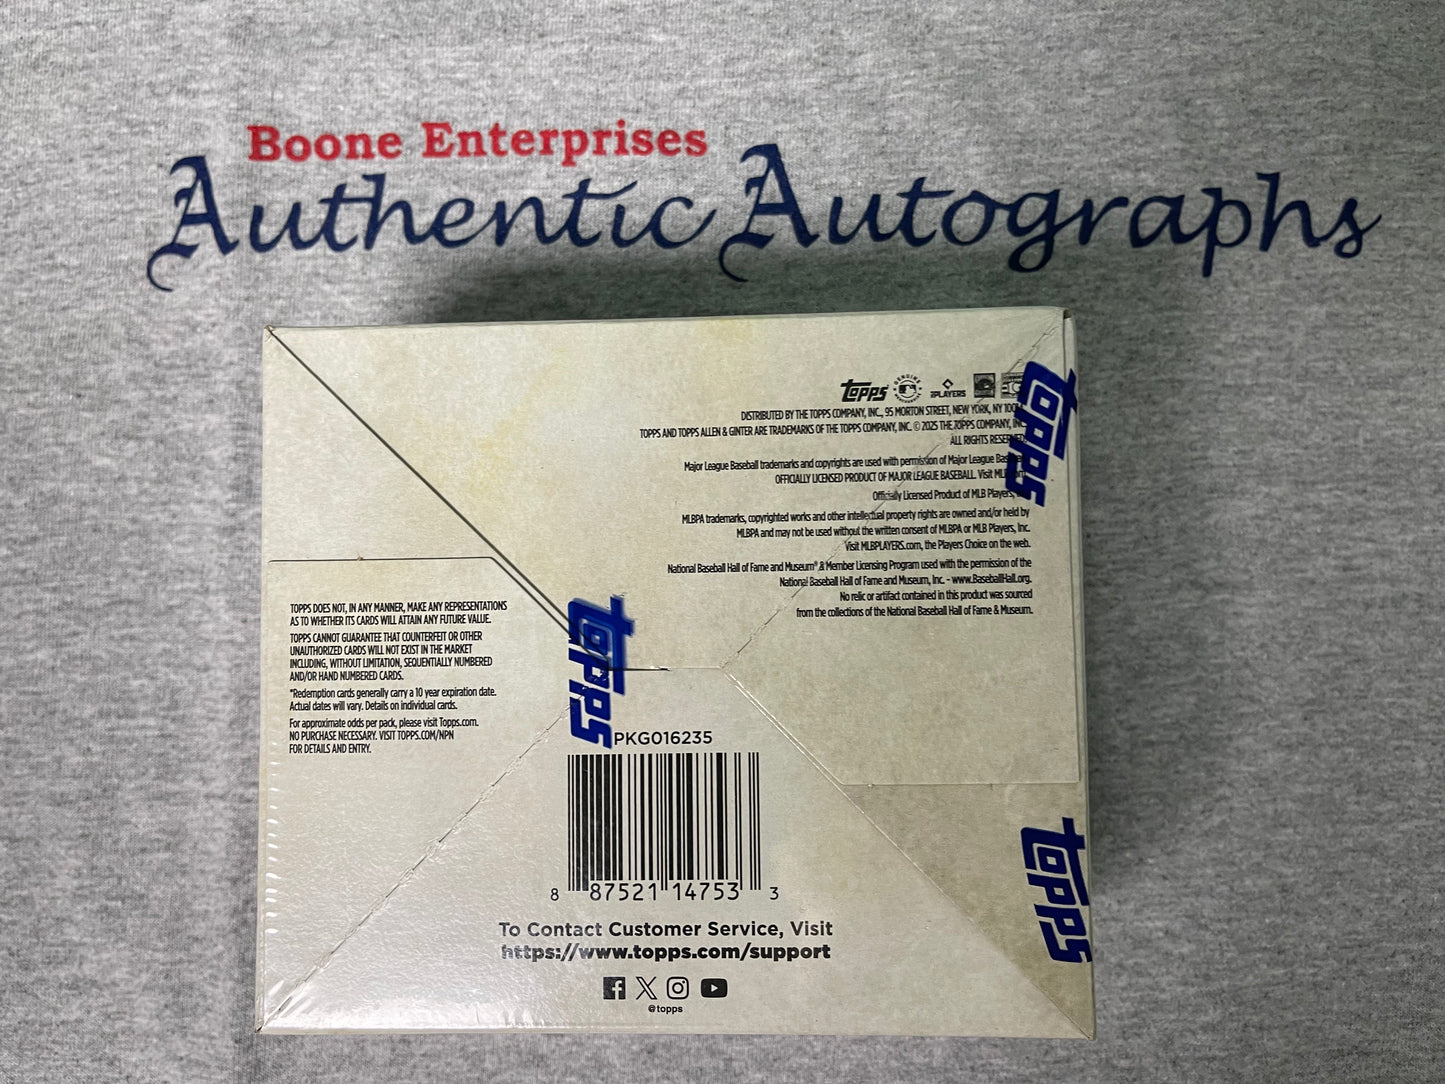 Boone Enterprises
Authentic Autographs
TOPPS
PLAYERS
DISTRIBUTED BY THE TOPPS COMPANY, INC., 95 MORTON STREET, NEW YORK, NY
TOPPS AND TOPPS ALLEN & GINTER ARE TRADEMARKS OF THE TOPPS COMPANY, INC. © 2025 THE TOPPS COMPANY, INC.
ALL RIGHTS RESERVED.
Major League Baseball trademarks and copyrights are used with permission of Major League
OFFICIALLY LICENSED PRODUCT OF MAJOR LEAGUE BASEBALL. Visit
Officially Licensed Product of MLB Players,
MLBPA trademarks, copyrighted works and other intellectual property rights are owned and/or held by
MLBPA and may not be used without the written consent of MLBPA or MLB Players, Inc.
Visit MLBPLAYERS.com, the Players Choice on the web.
National Baseball Hall of Fame and Museum® & Member Licensing Program used with the permission of the
National Baseball Hall of Fame and Museum, Inc. - www.BaseballHall.org.
No relic or artifact contained in this product was sourced
from the collections of the National Baseball Hall of Fame & Museum.
topps
TOPPS DOES NOT, IN ANY MANNER, MAKE ANY REPRESENTATIONS
AS TO WHETHER ITS CARDS WILL ATTAIN ANY FUTURE VALUE.
TOPPS CANNOT GUARANTEE THAT COUNTERFEIT OR OTHER
UNAUTHORIZED CARDS WILL NOT EXIST IN THE MARKET
INCLUDING, WITHOUT LIMITATION, SEQUENTIALLY NUMBERED
AND/OR HAND NUMBERED CARDS.
*Redemption cards generally carry a 10 year expiration date.
Actual dates will vary. Details on individual cards.
For approximate odds per pack, please visit Topps.com.
NO PURCHASE NECESSARY. VISIT TOPPS.COM/NPN
FOR DETAILS AND ENTRY.
topps
PKG016235
8 87521 14753 3
topps
To Contact Customer Service, Visit
https://www.topps.com/support
@topps